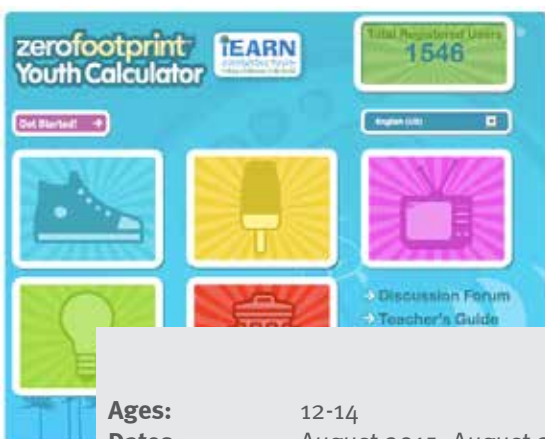 zerofootprint
Youth Calculator
iEARN
Total Registered Users
1546
Get Started!
English (US)
Discussion Forum
Teacher's Guide
Ages: 12-14